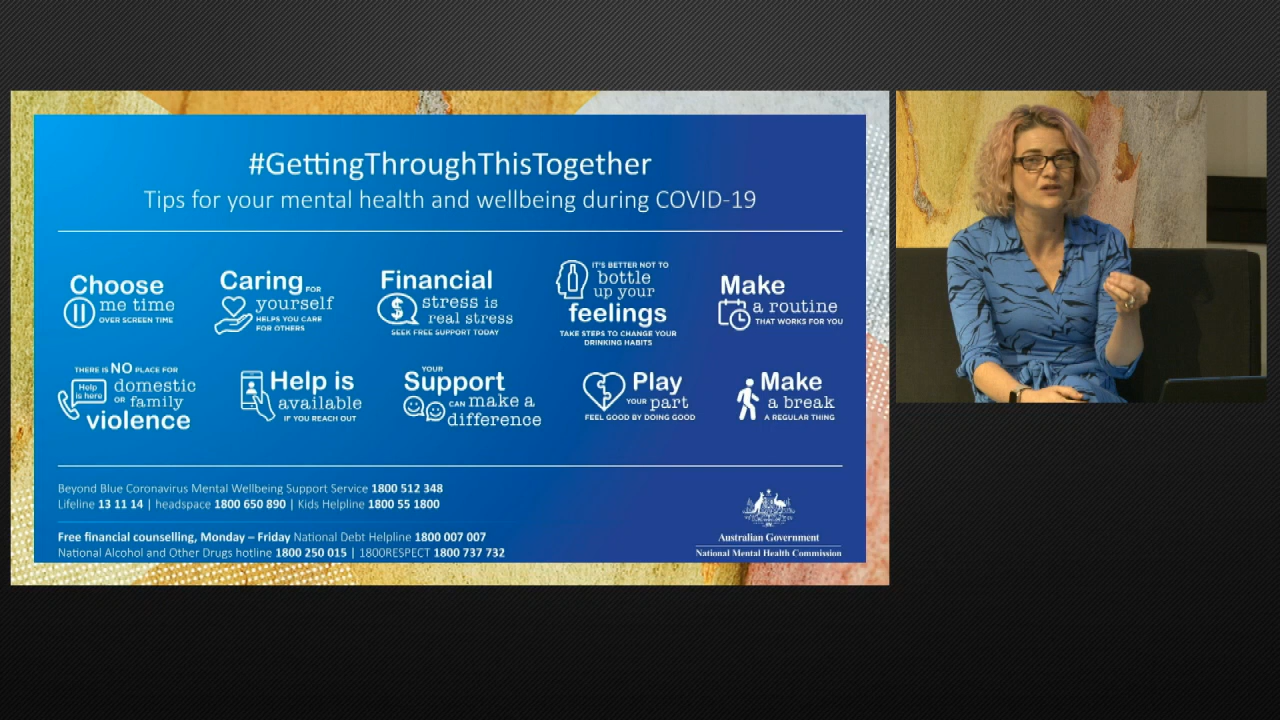 #GettingThroughThisTogether
Tips for your mental health and wellbeing during COVID-19
Choose
me time
OVER SCREEN TIME
Caring FOR
yourself
HELPS YOU CARE
FOR OTHERS
Financial
stress is
real stress
SEEK FREE SUPPORT TODAY
IT'S BETTER NOT TO
bottle
up your
feelings
TAKE STEPS TO CHANGE YOUR
DRINKING HABITS
Make
a routine
THAT WORKS FOR YOU
THERE IS NO PLACE FOR
Help
is here
domestic
OR family
violence
Help is
available
IF YOU REACH OUT
YOUR
Support
CAN make a
difference
Play
YOUR part
FEEL GOOD BY DOING GOOD
Make
a break
A REGULAR THING
Beyond Blue Coronavirus Mental Wellbeing Support Service 1800 512 348
Lifeline 13 11 14 | headspace 1800 650 890 | Kids Helpline 1800 55 1800
Free financial counselling, Monday – Friday National Debt Helpline 1800 007 007
National Alcohol and Other Drugs hotline 1800 250 015 | 1800RESPECT 1800 737 732
Australian Government
National Mental Health Commission